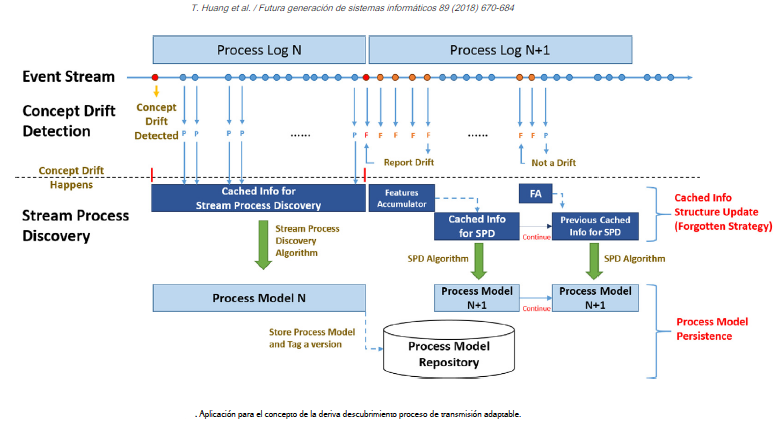 T. Huang et al. / Futura generación de sistemas informáticos 89 (2018) 670-684
Process Log N
Process Log N+1
Event Stream
Concept Drift
Detection
Concept
Drift
Detected
P P P P ...... P F F F F F ...... F F P
Report Drift
Not a Drift
Concept Drift
Happens
Stream Process
Discovery
Cached Info for
Stream Process Discovery
Features
Accumulator
FA
Cached Info
for SPD
Continue
Previous Cached
Info for SPD
Cached Info
Structure Update
(Forgotten Strategy)
Stream Process
Discovery
Algorithm
SPD Algorithm
SPD Algorithm
Process Model N
Process Model
N+1
Continue
Process Model
N+1
Store Process Model
and Tag a version
Process Model
Repository
Process Model
Persistence
. Aplicación para el concepto de la deriva descubrimiento proceso de transmisión adaptable.